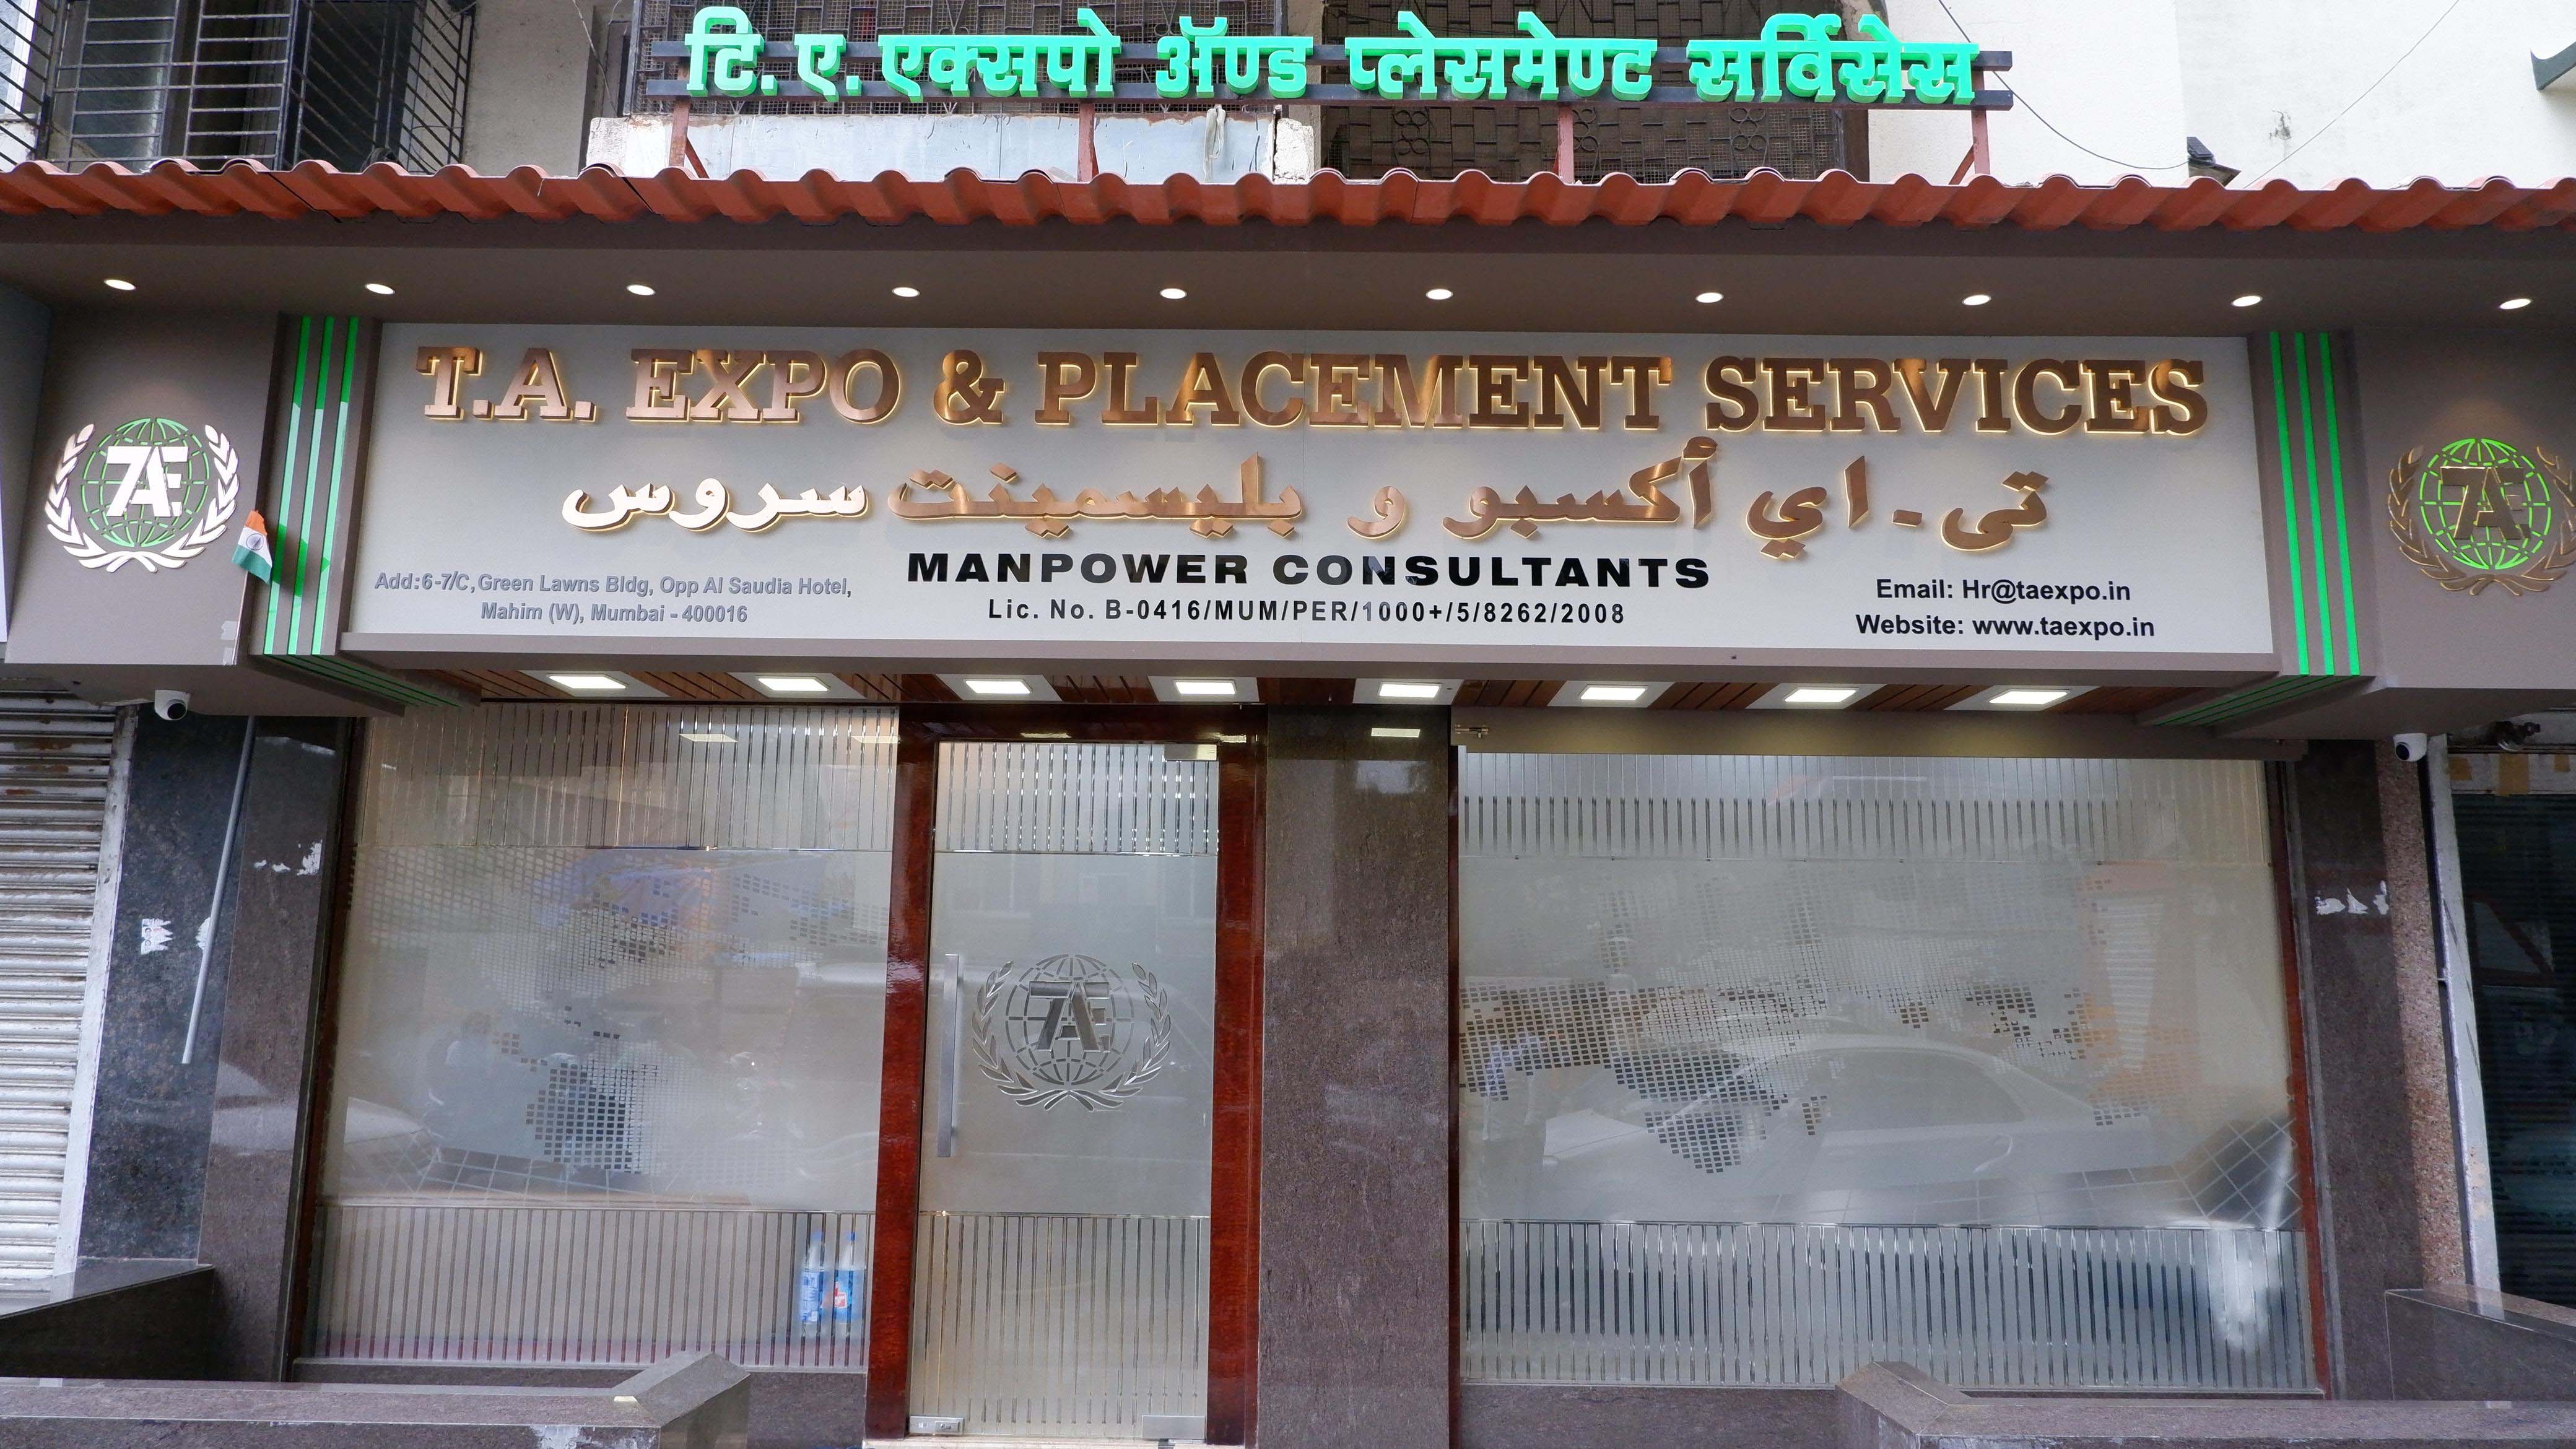 टि. ए. एक्सपो ॲण्ड प्लेसमेण्ट सर्विसेस
T.A. EXPO & PLACEMENT SERVICES
تی - ای أكسبو و بليسمينت سروس
MANPOWER CONSULTANTS
Lic. No. B-0416/MUM/PER/1000+/5/8262/2008
Add:6-7/C, Green Lawns Bldg, Opp Al Saudia Hotel,
Mahim (W), Mumbai - 400016
Email: Hr@taexpo.in
Website: www.taexpo.in
TAE
TAE
TAE